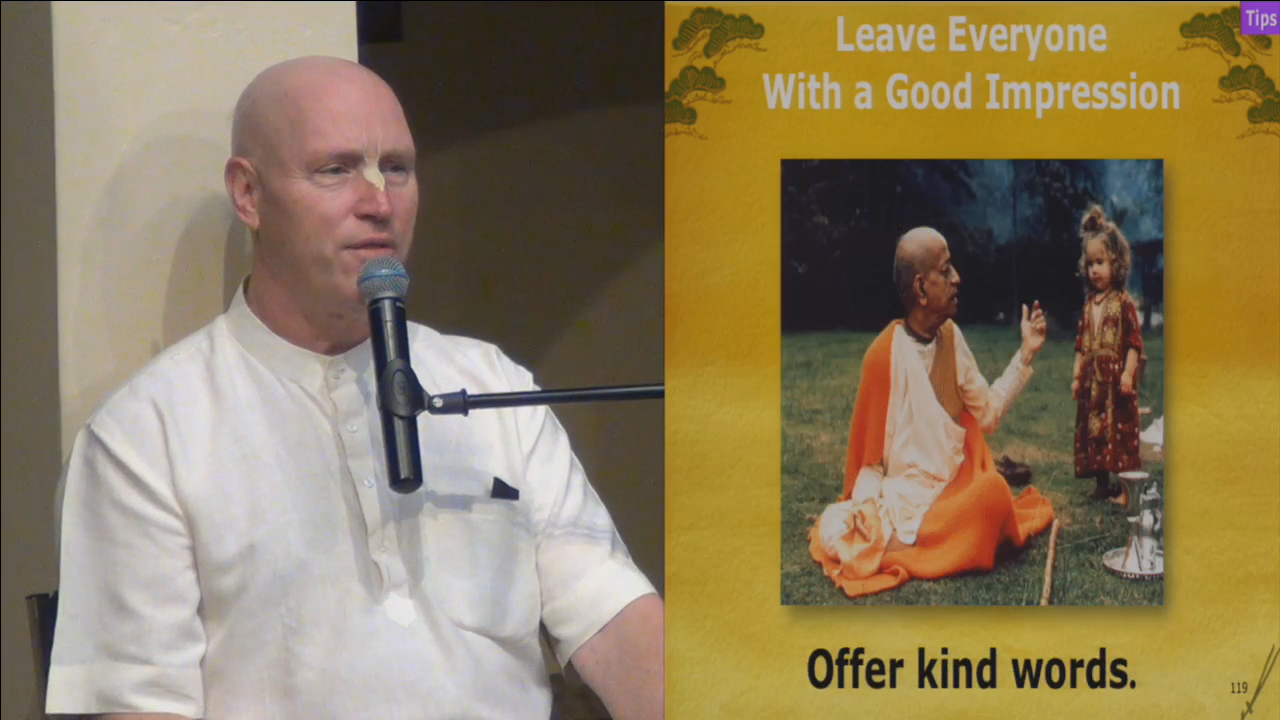 Tips
Leave Everyone
With a Good Impression
Offer kind words.
119